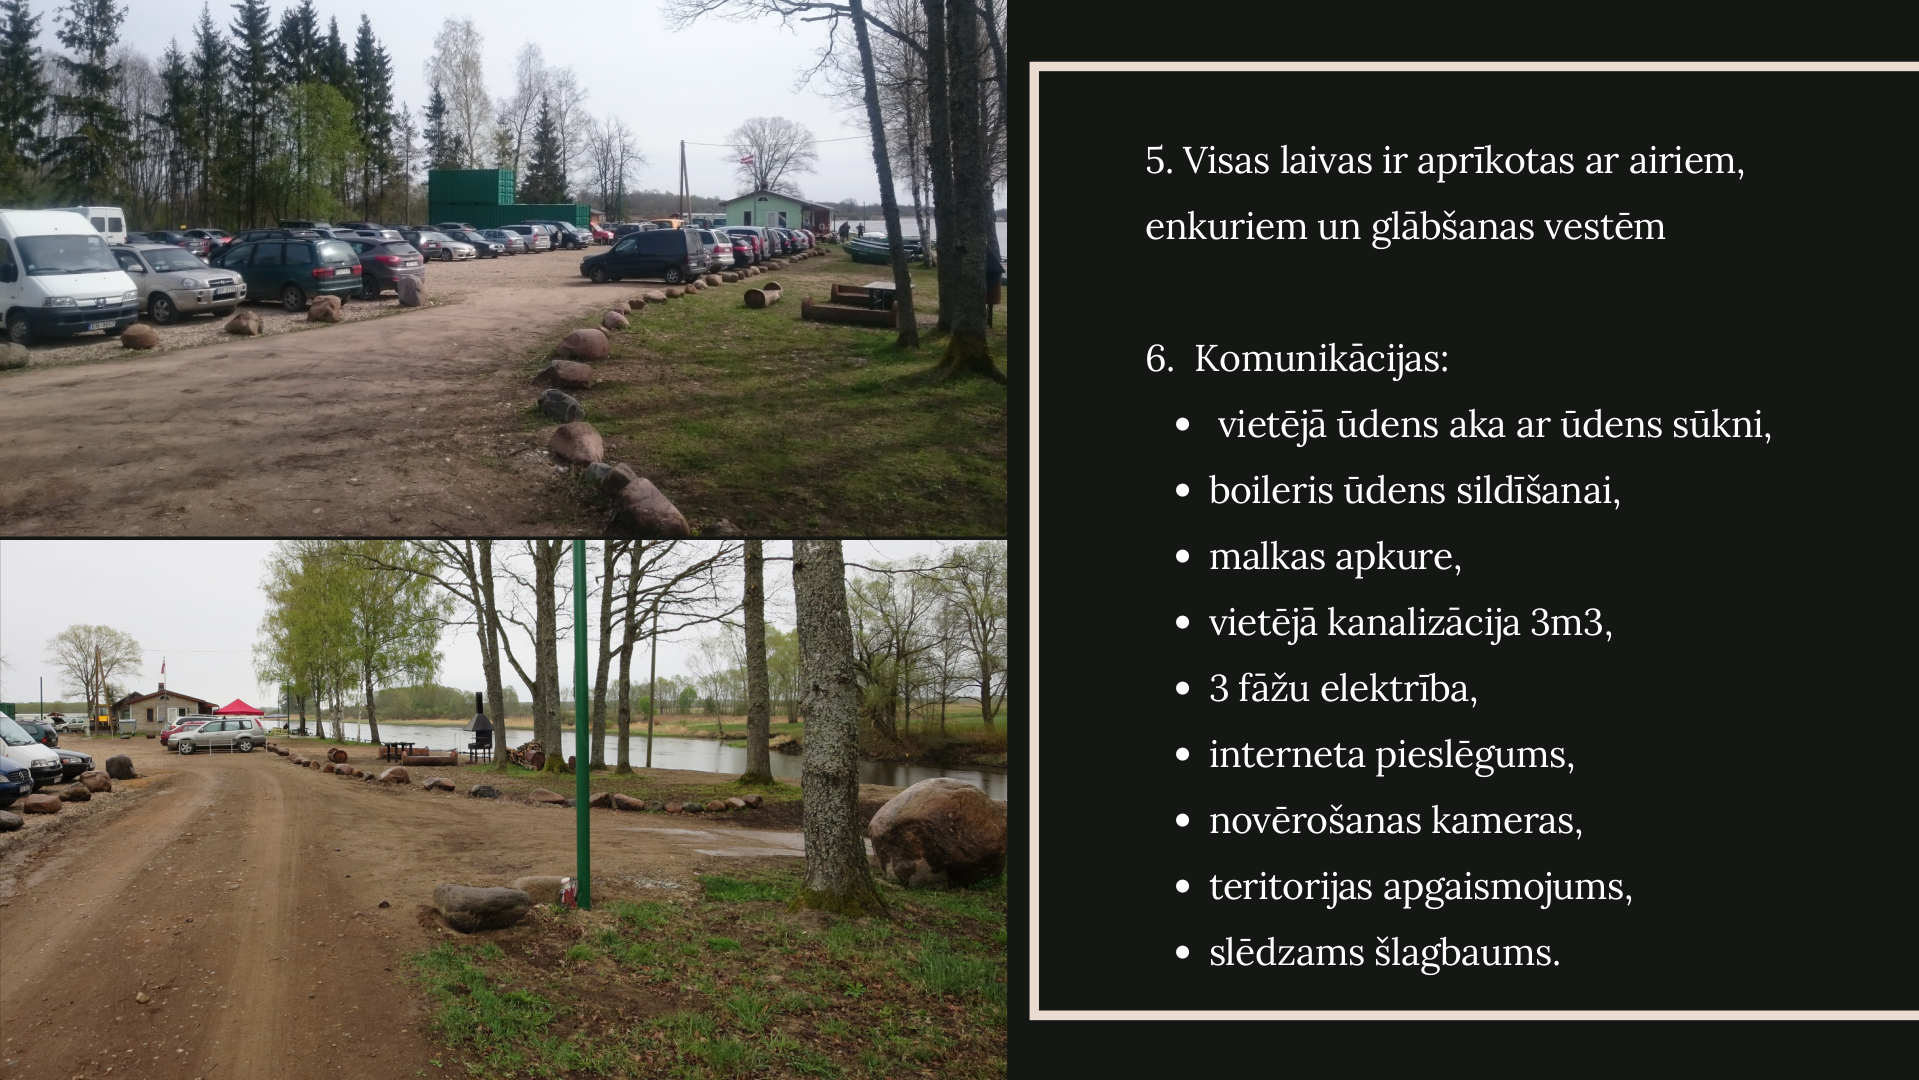 5. Visas laivas ir aprīkotas ar airiem,
enkuriem un glābšanas vestēm
6. Komunikācijas:
• vietējā ūdens aka ar ūdens sūkni,
• boileris ūdens sildīšanai,
• malkas apkure,
• vietējā kanalizācija 3m3,
• 3 fāžu elektrība,
• interneta pieslēgums,
• novērošanas kameras,
• teritorijas apgaismojums,
• slēdzams šlagbaums.